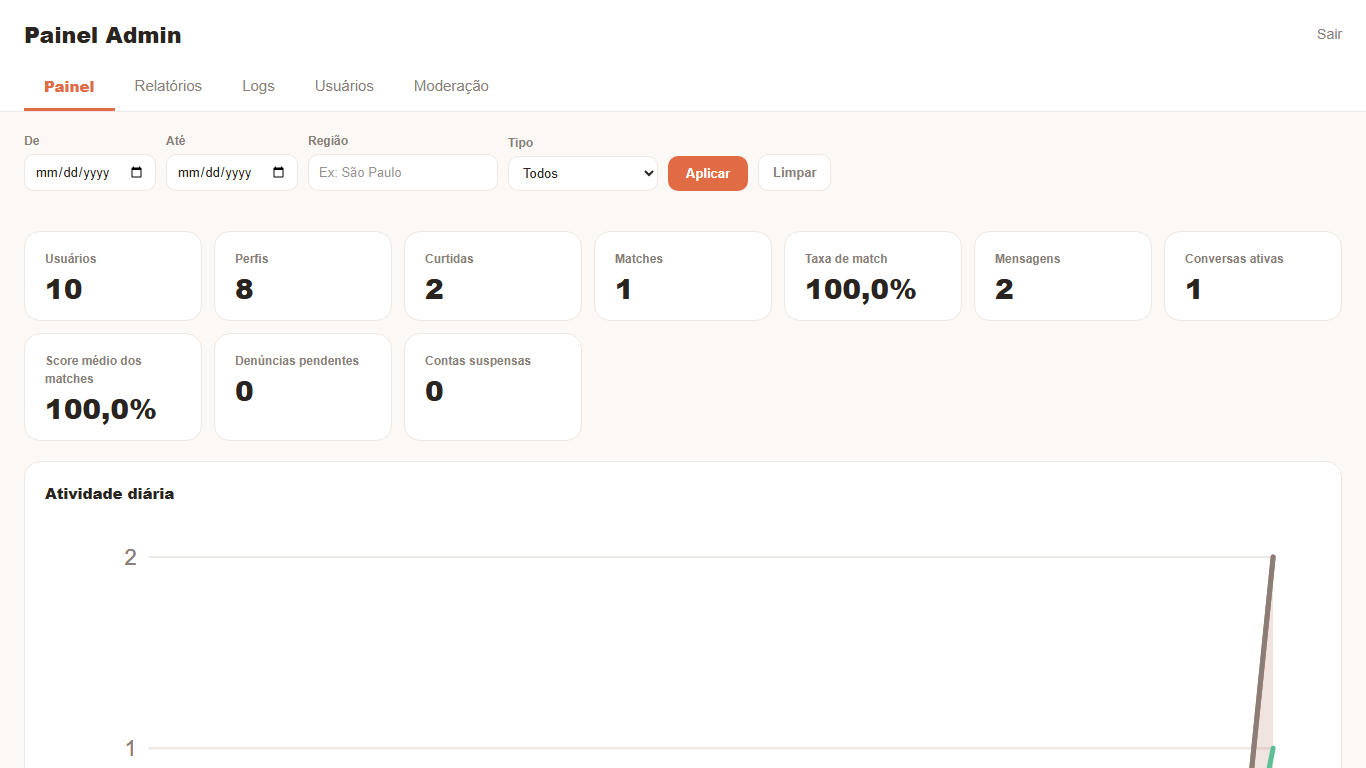 Painel Admin
Sair
Painel
Relatórios
Logs
Usuários
Moderação
De
Até
Região
Tipo
mm/dd/yyyy
mm/dd/yyyy
Ex: São Paulo
Todos
Aplicar
Limpar
Usuários
10
Perfis
8
Curtidas
2
Matches
1
Taxa de match
100,0%
Mensagens
2
Conversas ativas
1
Score médio dos
matches
100,0%
Denúncias pendentes
0
Contas suspensas
0
Atividade diária
2
1